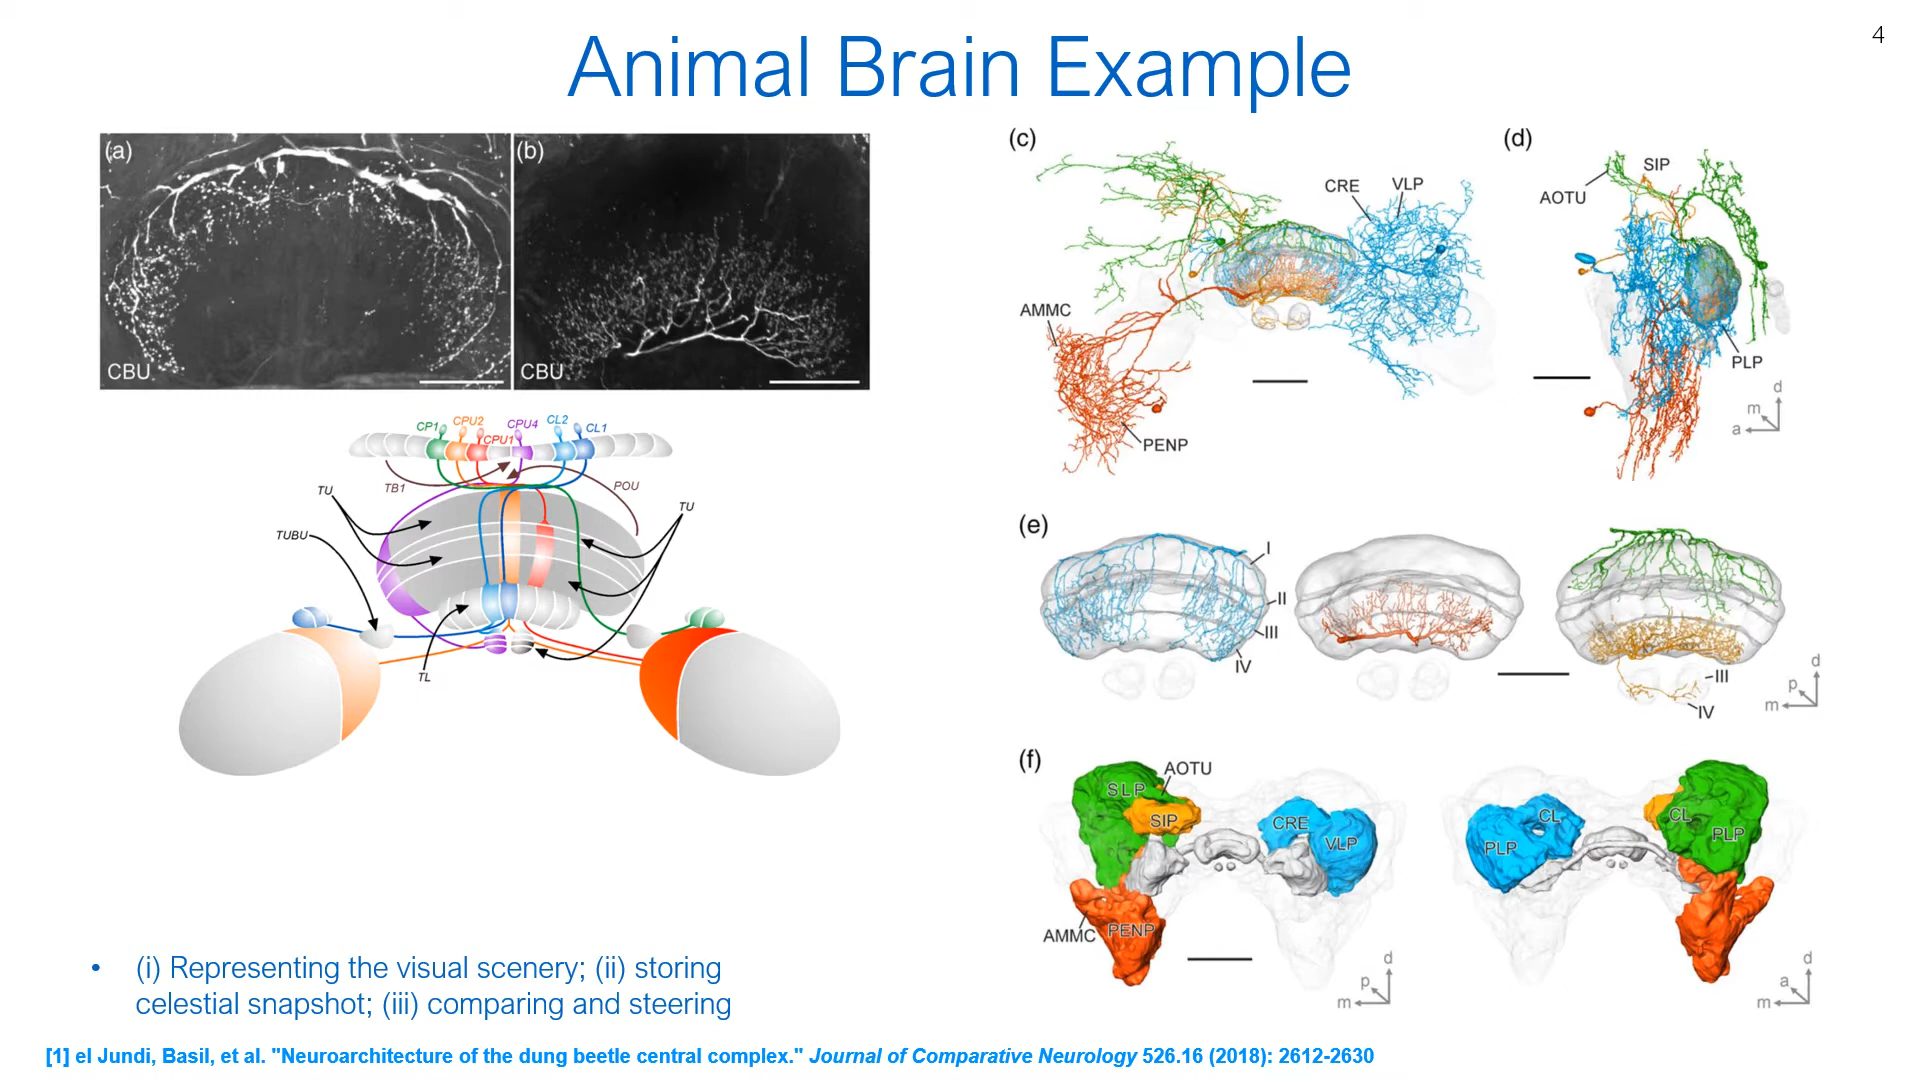 4
Animal Brain Example
(a)
CBU
(b)
CBU
CP1
CPU2
CPU1
CPU4
CL2
CL1
TB1
POU
TU
TU
TUBU
TL
(c)
CRE
VLP
AMMC
PENP
(d)
SIP
AOTU
PLP
d
m
a
(e)
I
II
III
IV
III
IV
d
p
m
(f)
AOTU
SLP
SIP
CRE
VLP
AMMC
PENP
d
p
m
CL
PLP
CL
PLP
d
a
m
• (i) Representing the visual scenery; (ii) storing
celestial snapshot; (iii) comparing and steering
[1] el Jundi, Basil, et al. "Neuroarchitecture of the dung beetle central complex." Journal of Comparative Neurology 526.16 (2018): 2612-2630